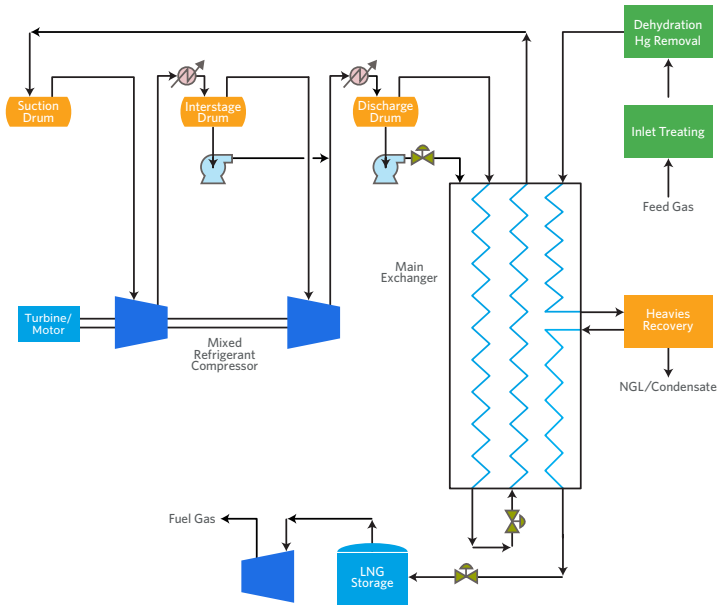 Dehydration
Hg Removal
Suction
Drum
Interstage
Drum
Discharge
Drum
Inlet Treating
Feed Gas
Main
Exchanger
Turbine/
Motor
Mixed
Refrigerant
Compressor
Heavies
Recovery
NGL/Condensate
Fuel Gas
LNG
Storage